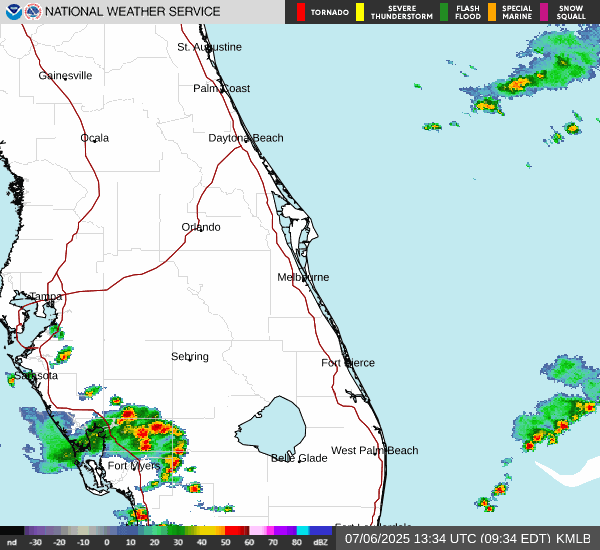 NATIONAL WEATHER SERVICE
TORNADO
SEVERE THUNDERSTORM
FLASH FLOOD
SPECIAL MARINE
SNOW SQUALL
St. Augustine
Gainesville
Palm Coast
Ocala
Daytona Beach
Orlando
Melbourne
Tampa
Sebring
Fort Pierce
Sarasota
West Palm Beach
Belle Glade
Fort Myers
nd -30 -20 -10 0 10 20 30 40 50 60 70 80 dBZ
07/06/2025 13:34 UTC (09:34 EDT) KMLB